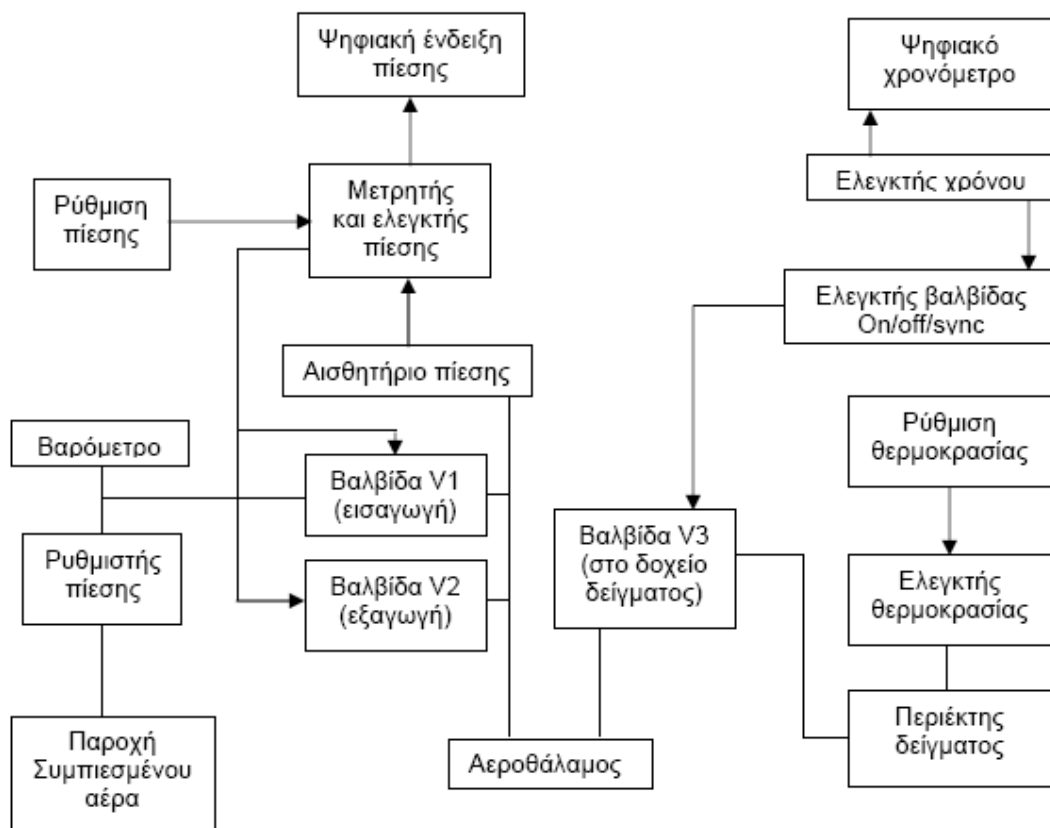 Ψηφιακή ένδειξη
πίεσης
Ψηφιακό
χρονόμετρο
Ρύθμιση
πίεσης
Μετρητής
και ελεγκτής
πίεσης
Ελεγκτής χρόνου
Ελεγκτής βαλβίδας
On/off/sync
Αισθητήριο πίεσης
Βαρόμετρο
Βαλβίδα V1
(εισαγωγή)
Ρύθμιση
θερμοκρασίας
Ρυθμιστής
πίεσης
Βαλβίδα V2
(εξαγωγή)
Βαλβίδα V3
(στο δοχείο
δείγματος)
Ελεγκτής
θερμοκρασίας
Παροχή
Συμπιεσμένου
αέρα
Αεροθάλαμος
Περιέκτης
δείγματος